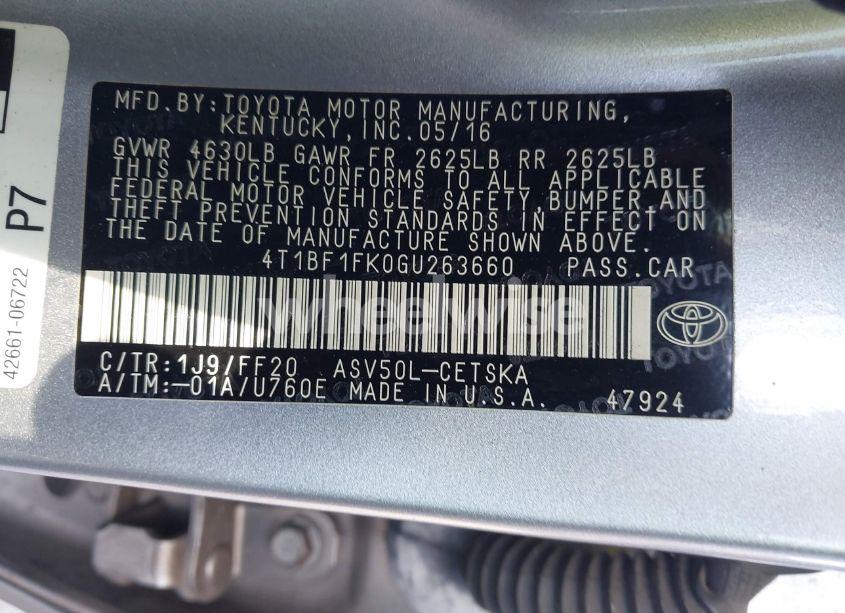 MFD.BY:TOYOTA MOTOR MANUFACTURING,
KENTUCKY,INC.05/16
GVWR 4630LB GAWR FR 2625LB RR 2625LB
THIS VEHICLE CONFORMS TO ALL APPLICABLE
FEDERAL MOTOR VEHICLE SAFETY,BUMPER AND
THEFT PREVENTION STANDARDS IN EFFECT ON
THE DATE OF MANUFACTURE SHOWN ABOVE.
4T1BF1FK0GU263660 PASS.CAR
wheelwise
C/TR:1J9/FF20 ASV50L-CETSKA
A/TM:-01A/U760E MADE IN U.S.A. 47924
42661-06722
P7